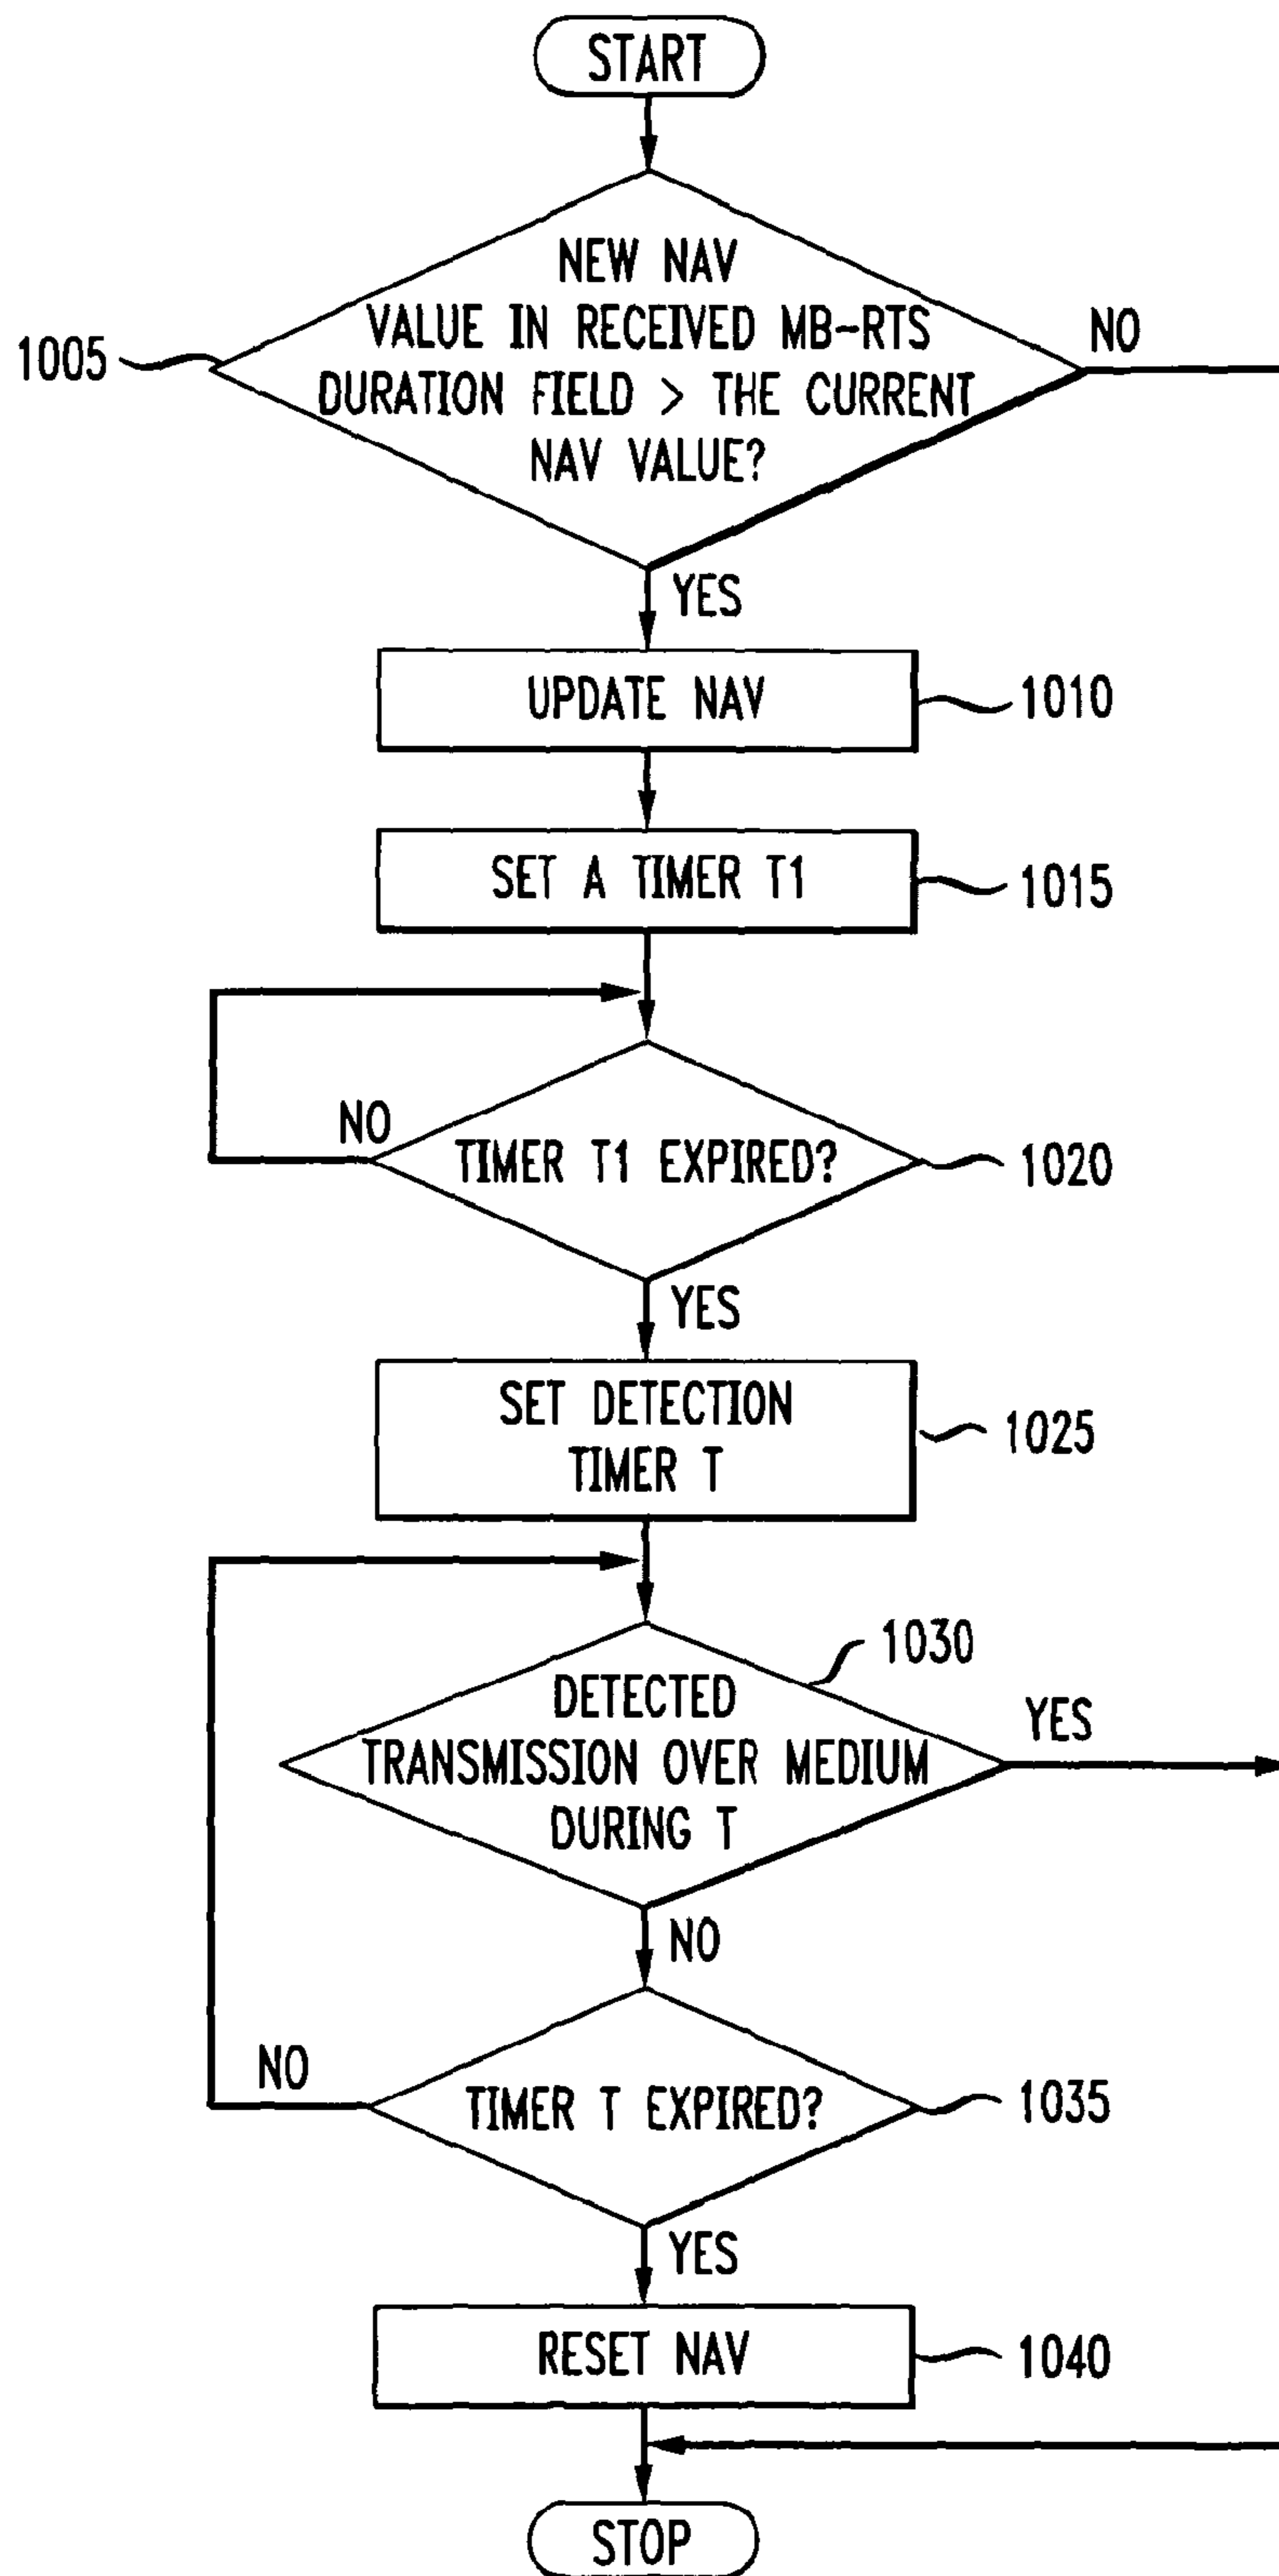 START
NEW NAV
VALUE IN RECEIVED MB-RTS
DURATION FIELD > THE CURRENT
NAV VALUE?
1005
NO
YES
UPDATE NAV
1010
SET A TIMER T1
1015
NO
TIMER T1 EXPIRED?
1020
YES
SET DETECTION
TIMER T
1025
1030
DETECTED
TRANSMISSION OVER MEDIUM
DURING T
YES
NO
NO
TIMER T EXPIRED?
1035
YES
RESET NAV
1040
STOP